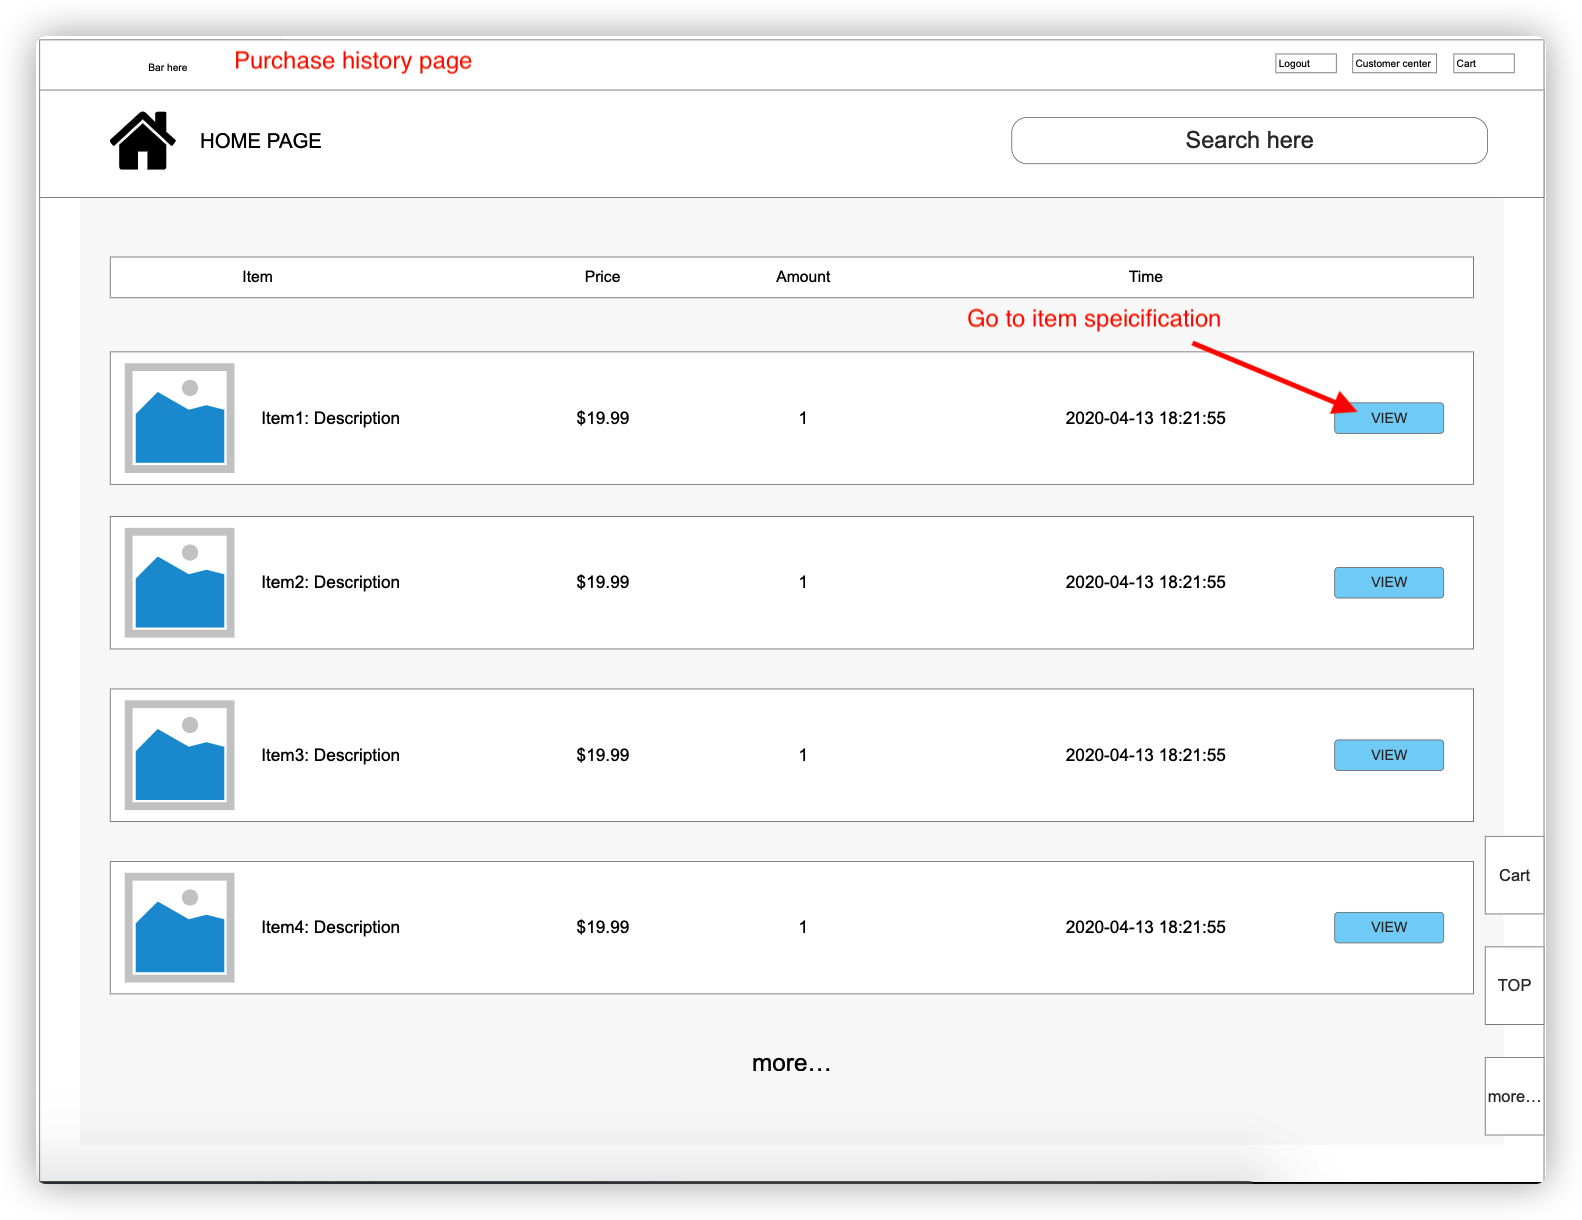 Bar here
Purchase history page
Logout
Customer center
Cart
HOME PAGE
Search here
Item Price Amount Time
Go to item speicification
Item1: Description $19.99 1 2020-04-13 18:21:55 VIEW
Item2: Description $19.99 1 2020-04-13 18:21:55 VIEW
Item3: Description $19.99 1 2020-04-13 18:21:55 VIEW
Item4: Description $19.99 1 2020-04-13 18:21:55 VIEW
more...
Cart
TOP
more...